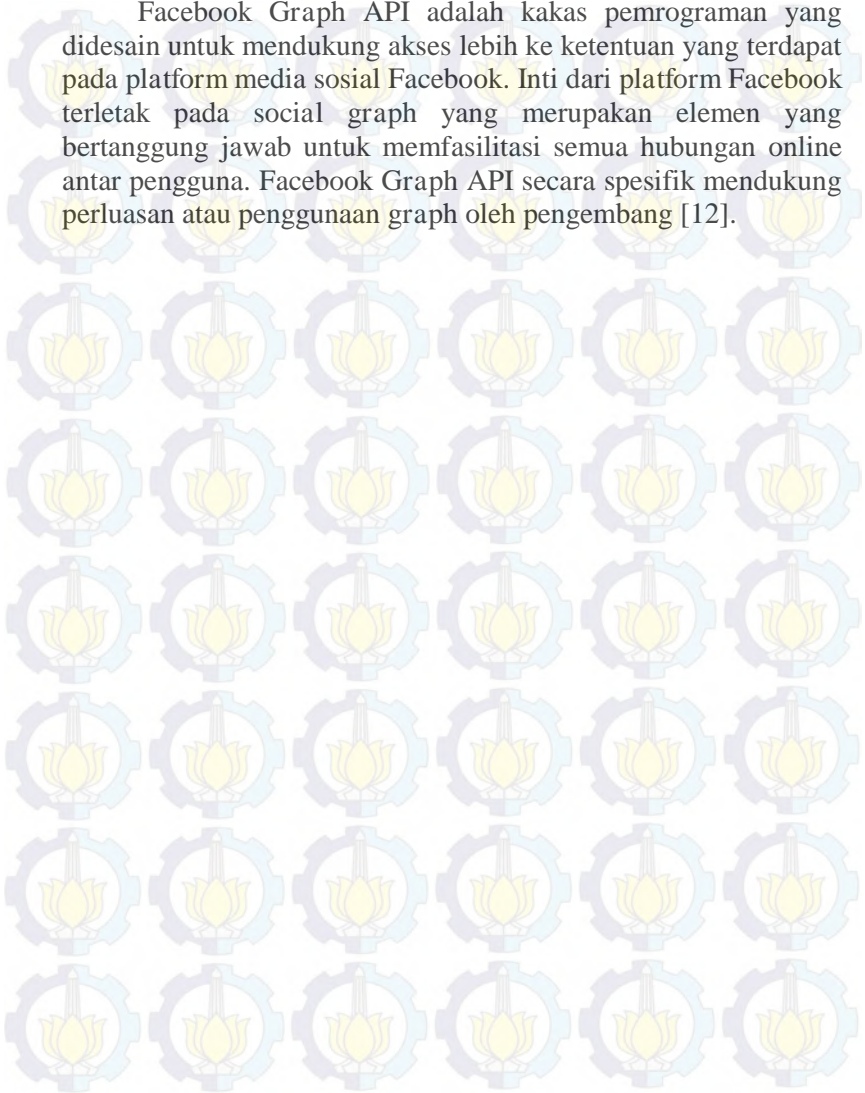 Facebook Graph API adalah kakas pemrograman yang
didesain untuk mendukung akses lebih ke ketentuan yang terdapat
pada platform media sosial Facebook. Inti dari platform Facebook
terletak pada social graph yang merupakan elemen yang
bertanggung jawab untuk memfasilitasi semua hubungan online
antar pengguna. Facebook Graph API secara spesifik mendukung
perluasan atau penggunaan graph oleh pengembang [12].